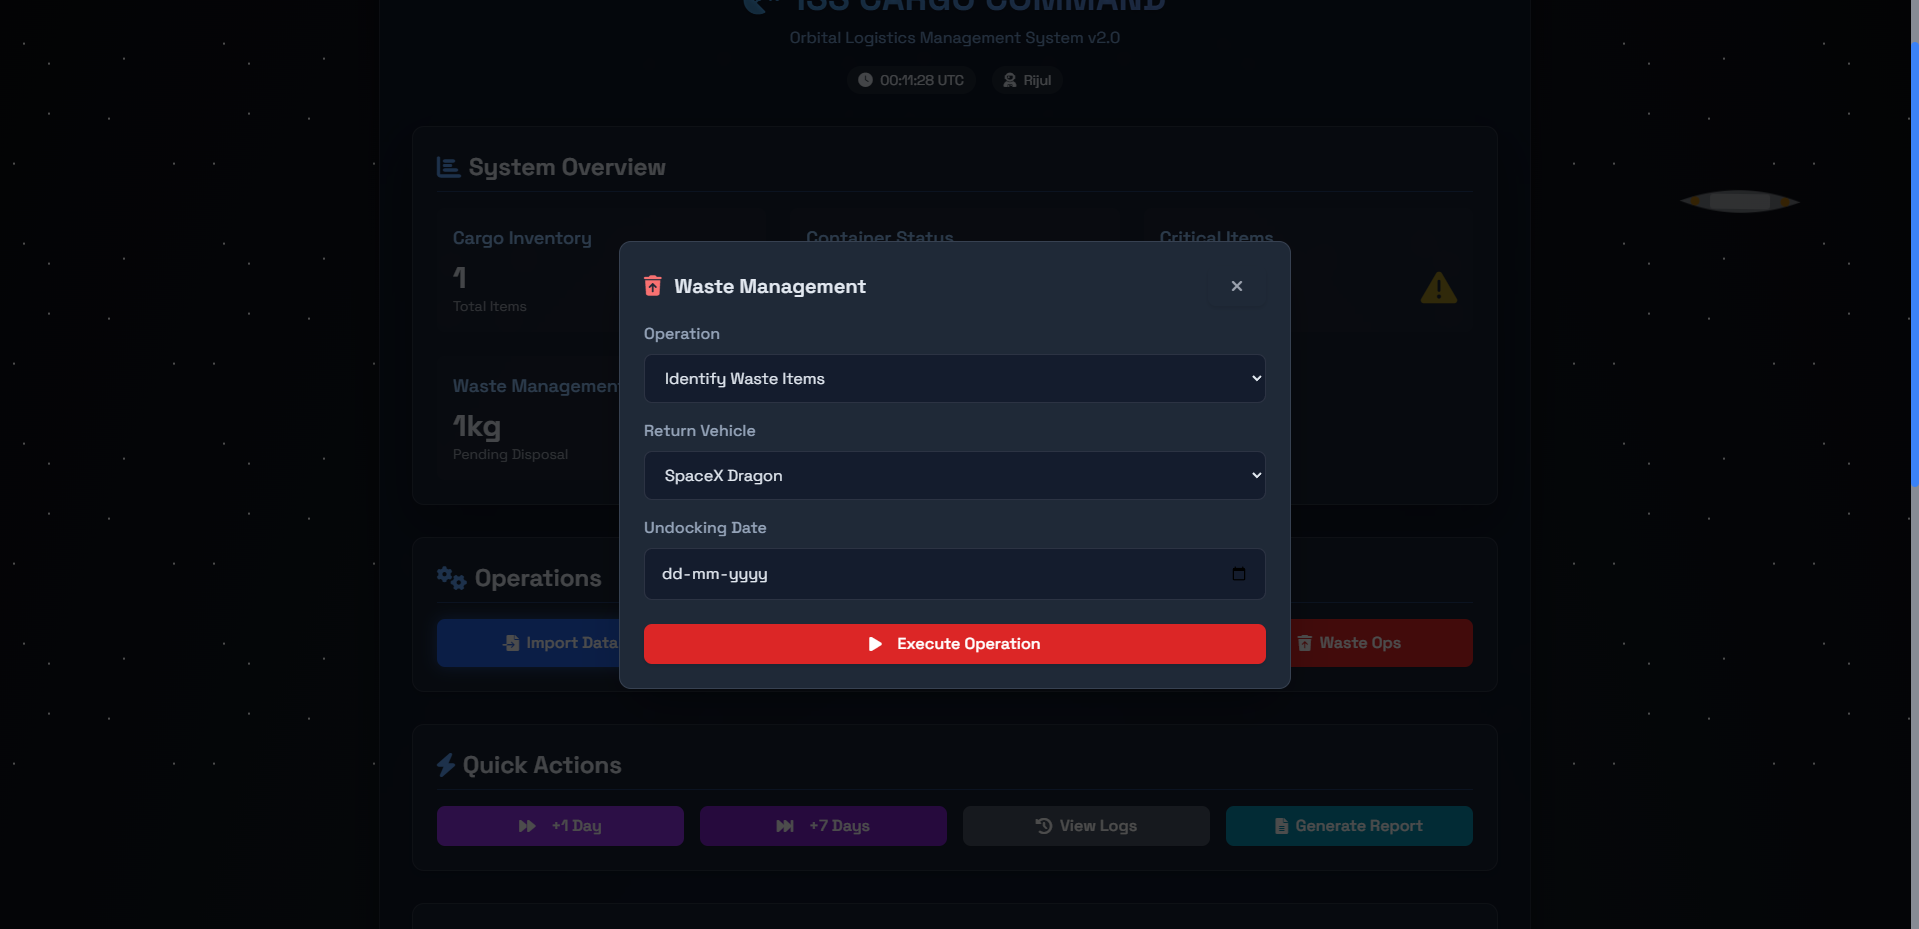 ISS CARGO COMMAND
Orbital Logistics Management System v2.0
00:11:28 UTC
Rijul
System Overview
Cargo Inventory
1
Total Items
Container Status
Critical Items
Waste Management
1kg
Pending Disposal
Waste Management
Operation
Identify Waste Items
Return Vehicle
SpaceX Dragon
Undocking Date
dd-mm-yyyy
Execute Operation
Operations
Import Data
Waste Ops
Quick Actions
+1 Day
+7 Days
View Logs
Generate Report